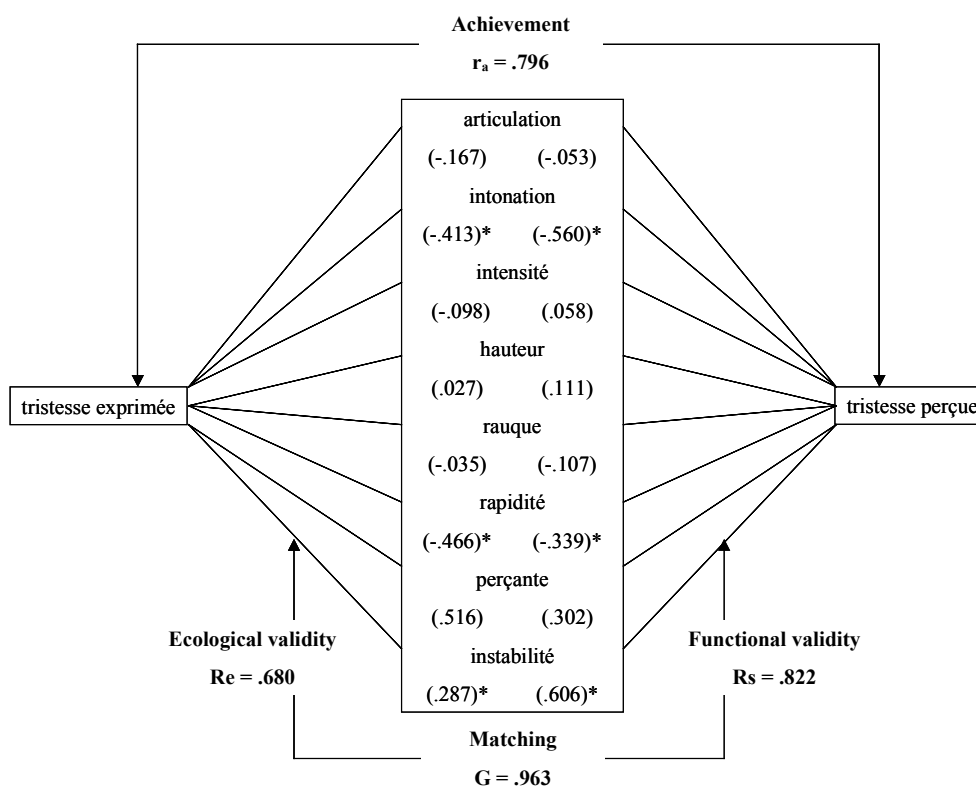 Achievement
rₐ = .796
articulation
(-.167) (-.053)
intonation
(-.413)* (-.560)*
intensité
(-.098) (.058)
hauteur
(.027) (.111)
tristesse exprimée
tristesse perçue
rauque
(-.035) (-.107)
rapidité
(-.466)* (-.339)*
perçante
(.516) (.302)
Ecological validity
Re = .680
Functional validity
Rs = .822
instabilité
(.287)* (.606)*
Matching
G = .963